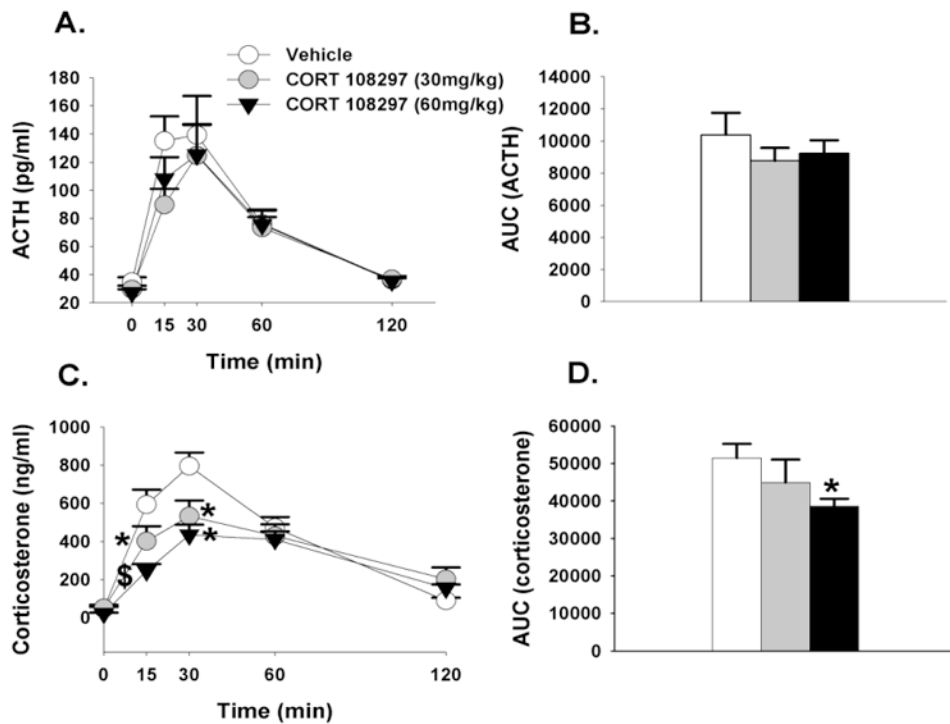 A.
Vehicle
CORT 108297 (30mg/kg)
CORT 108297 (60mg/kg)
ACTH (pg/ml)
180
160
140
120
100
80
60
40
20
0 15 30 60 120
Time (min)
B.
AUC (ACTH)
14000
12000
10000
8000
6000
4000
2000
0
C.
Corticosterone (ng/ml)
1000
800
600
400
200
0
*
$
*
*
0 15 30 60 120
Time (min)
D.
AUC (corticosterone)
60000
50000
40000
30000
20000
10000
0
*